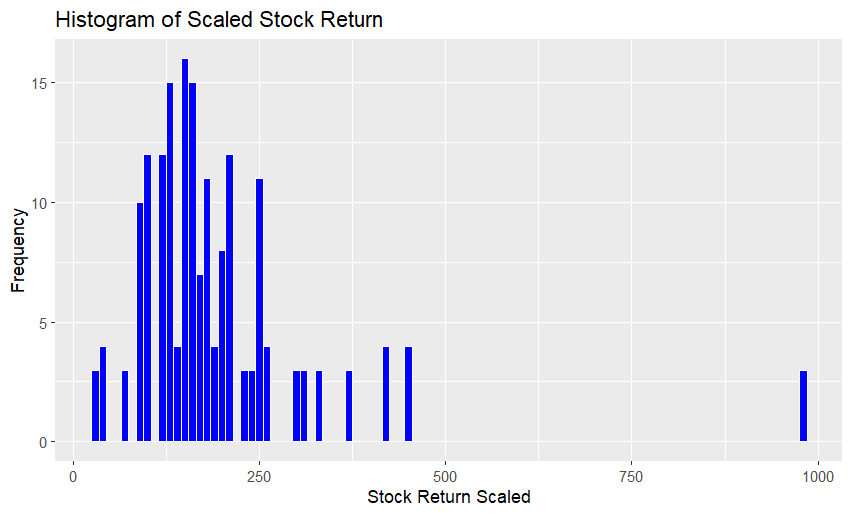 Histogram of Scaled Stock Return
15
10
5
0
Frequency
0 250 500 750 1000
Stock Return Scaled